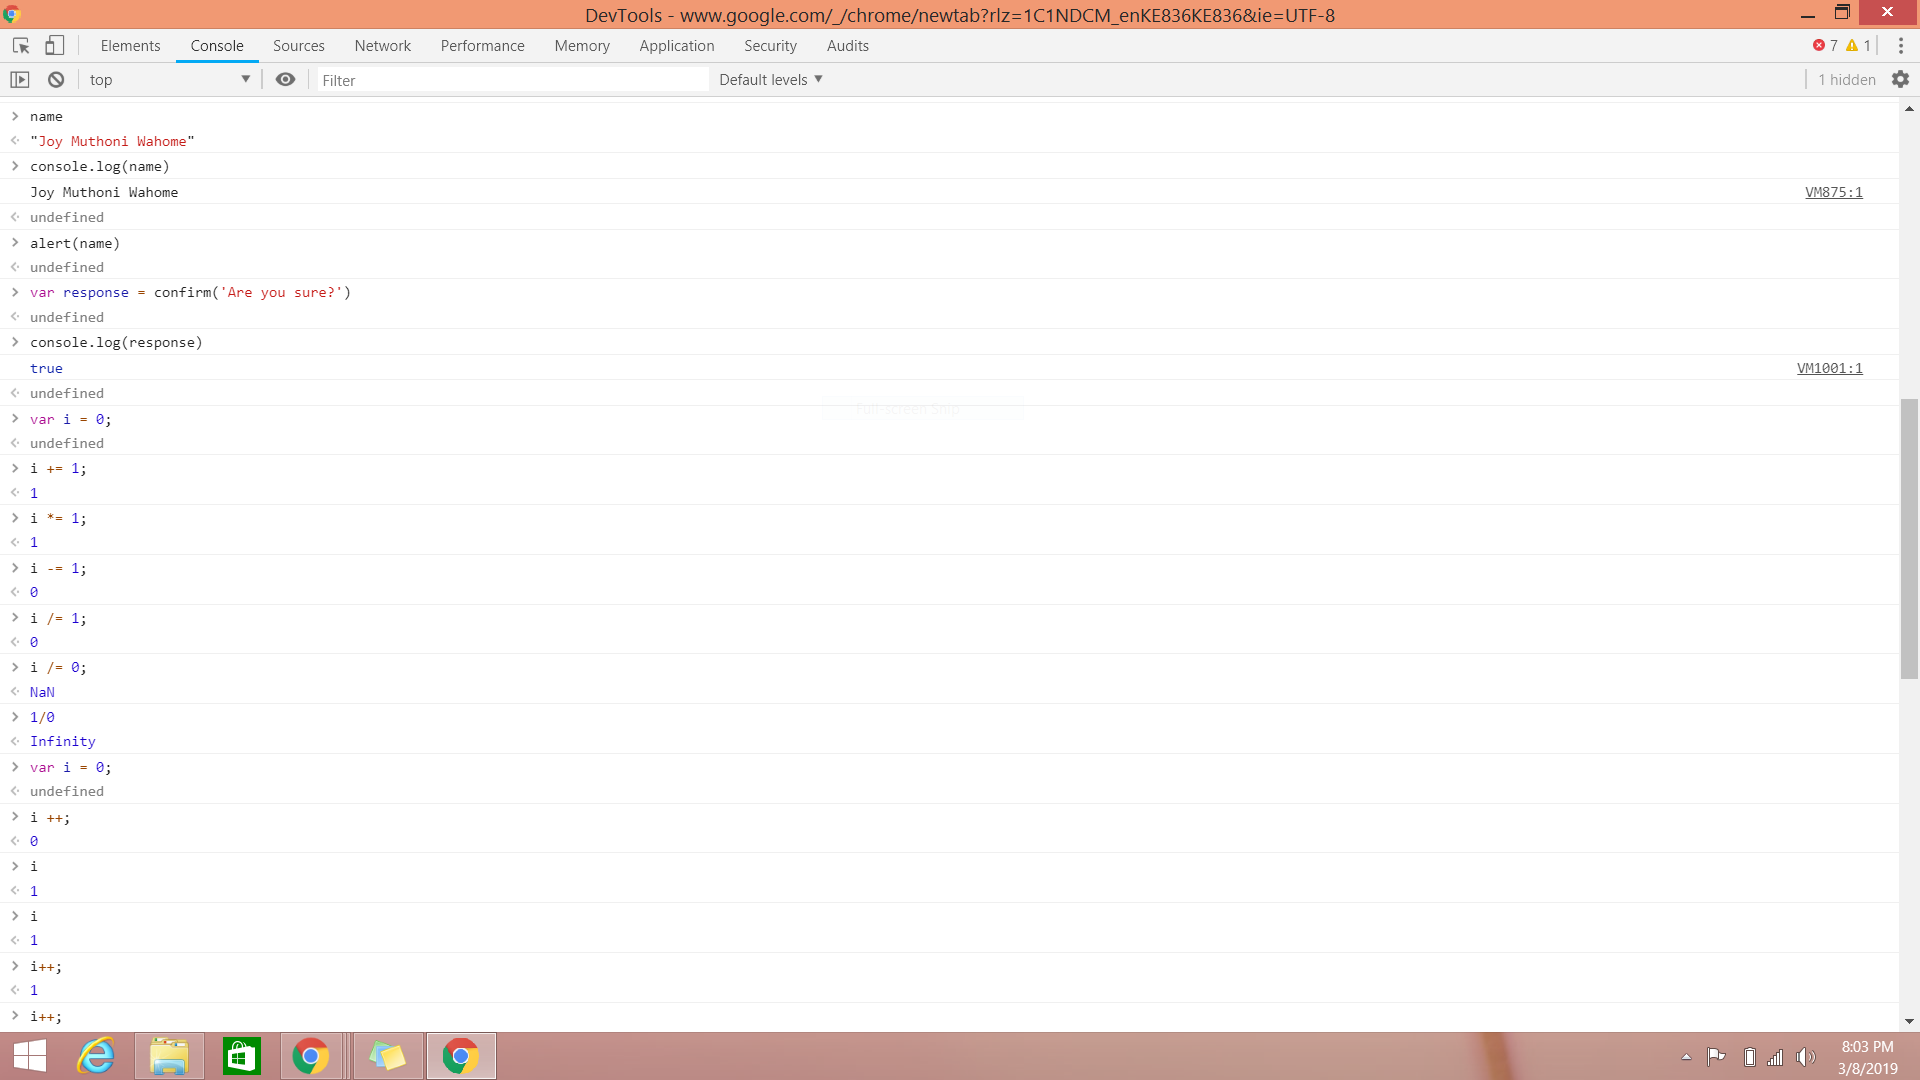 DevTools - www.google.com/_/chrome/newtab?rlz=1C1NDCM_enKE836KE836&ie=UTF-8
Elements Console Sources Network Performance Memory Application Security Audits 7 1
top Filter Default levels 1 hidden
name
"Joy Muthoni Wahome"
console.log(name)
Joy Muthoni Wahome VM875:1
undefined
alert(name)
undefined
var response = confirm('Are you sure?')
undefined
console.log(response)
true VM1001:1
undefined
Full-screen Snip
var i = 0;
undefined
i += 1;
1
i *= 1;
1
i -= 1;
0
i /= 1;
0
i /= 0;
NaN
1/0
Infinity
var i = 0;
undefined
i ++;
0
i
1
i
1
i++;
1
i++;
8:03 PM
3/8/2019